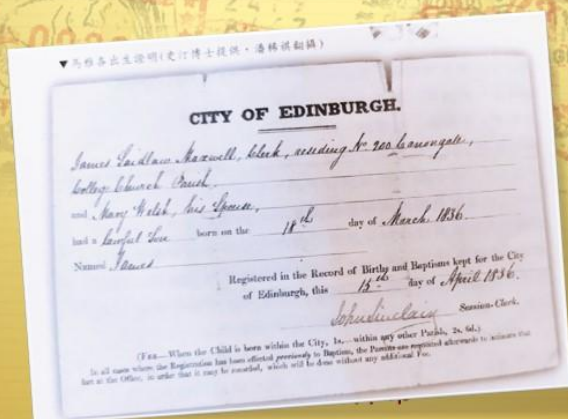 ▼馬雅各出生證明(史汀博士提供,潘稀祺翻攝)
CITY OF EDINBURGH.
James Laidlaw Maxwell, Clerk, residing No. 200 Canongate,
College Church Parish,
and Mary Welsh, his Spouse,
had a lawful Son born on the 18th day of March 1836.
Named James
Registered in the Record of Births and Baptisms kept for the City
of Edinburgh, this 15th day of April 1836.
John Sinclair Session-Clerk.
(FEE—When the Child is born within the City, 1s.,—within any other Parish, 2s. 6d.)
In all cases where the Registration has been effected previously to Baptism, the Parents are requested afterwards to intimate that
fact at the Office, in order that it may be recorded, which will be done without any additional Fee.